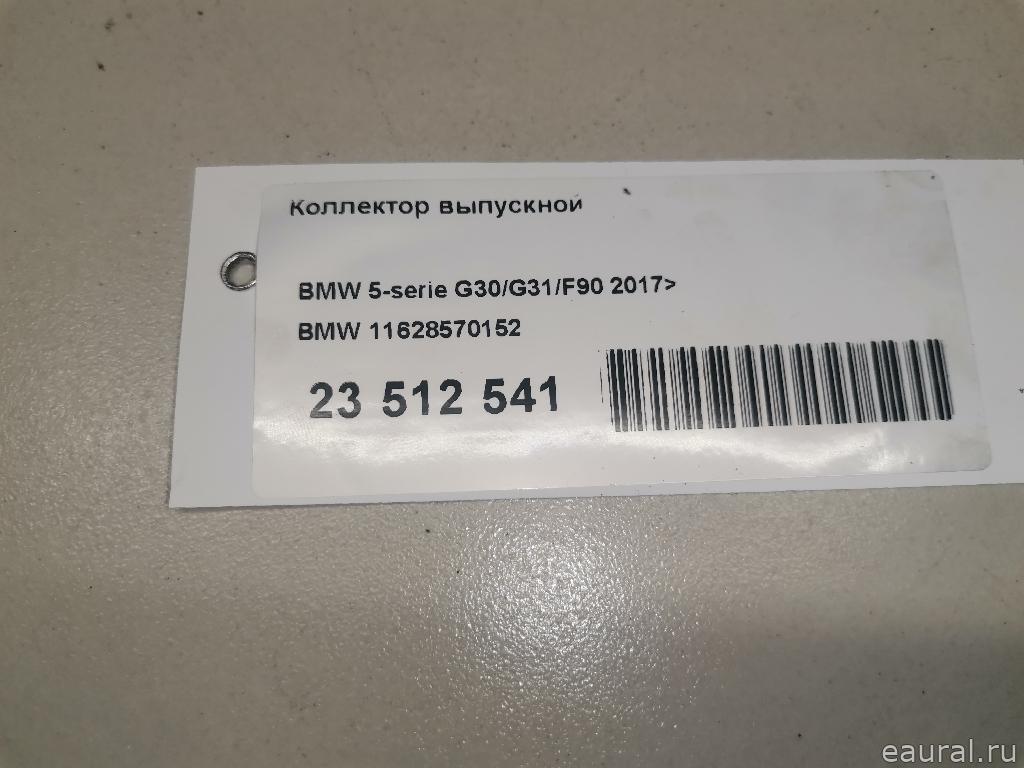 Коллектор выпускной
BMW 5-serie G30/G31/F90 2017>
BMW 11628570152
23 512 541
eaural.ru